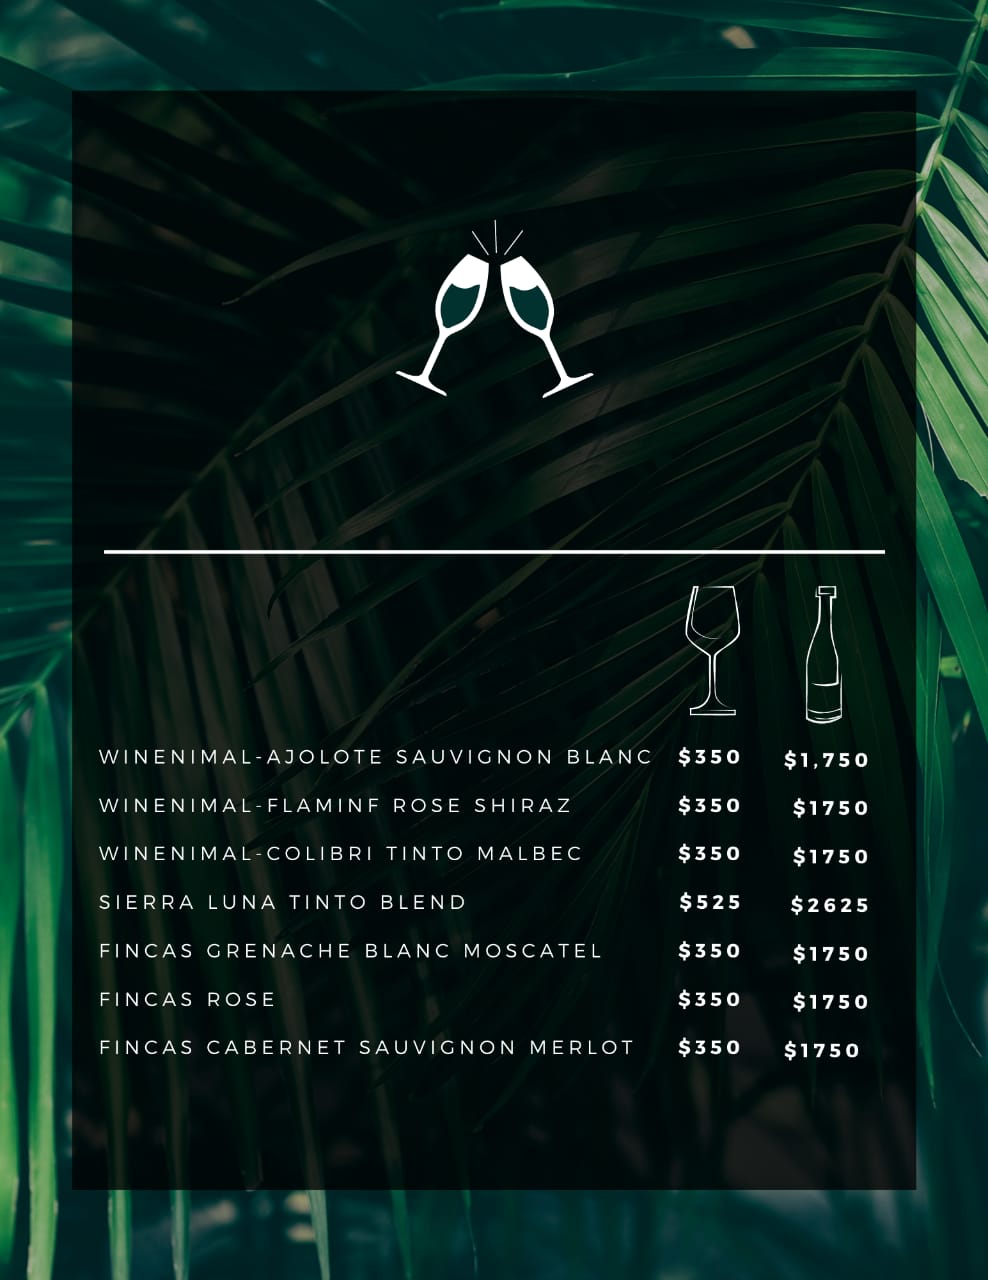 WINENIMAL-AJOLOTE SAUVIGNON BLANC $350 $1,750
WINENIMAL-FLAMINF ROSE SHIRAZ $350 $1750
WINENIMAL-COLIBRI TINTO MALBEC $350 $1750
SIERRA LUNA TINTO BLEND $525 $2625
FINCAS GRENACHE BLANC MOSCATEL $350 $1750
FINCAS ROSE $350 $1750
FINCAS CABERNET SAUVIGNON MERLOT $350 $1750